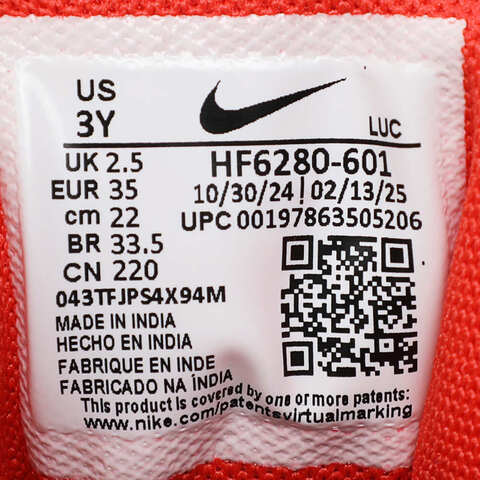 US
3Y
LUC
UK 2.5
HF6280-601
EUR 35
10/30/24 | 02/13/25
cm 22
UPC 00197863505206
BR 33.5
CN 220
043TFJPS4X94M
MADE IN INDIA
HECHO EN INDIA
FABRIQUE EN INDE
FABRICADO NA ÍNDIA
This product is covered by one or more patents:
www.nike.com/patentsvirtualmarking